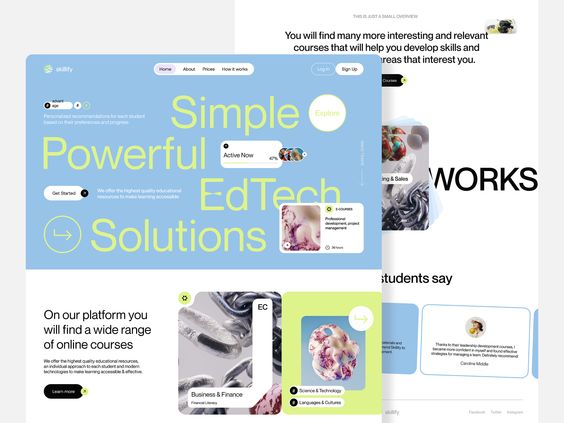 THIS IS JUST A SMALL OVERVIEW
You will find many more interesting and relevant
courses that will help you develop skills and
areas that interest you.
Courses
ng & Sales
WORKS
students say
Thanks to their leadership development courses, I
became more confident in myself and found effective
strategies for managing a team. Definitely recommend!
Caroline Middle
skillify
Facebook
Twitter
Instagram
skillify
Home
About
Prices
How it works
Log in
Sign Up
Personalized recommendations for each student
based on their preferences and progress.
Simple
Explore
Powerful
Active Now
47%
EdTech
Get Started
We offer the highest quality educational
resources to make learning accessible
Solutions
E-COURSES
Professional
development, project
management
36 hours
On our platform you
will find a wide range
of online courses
We offer the highest quality educational resources,
an individual approach to each student and modern
technologies to make learning accessible & effective.
Learn more
EC
Business & Finance
Financial Literacy
Science & Technology
Languages & Cultures